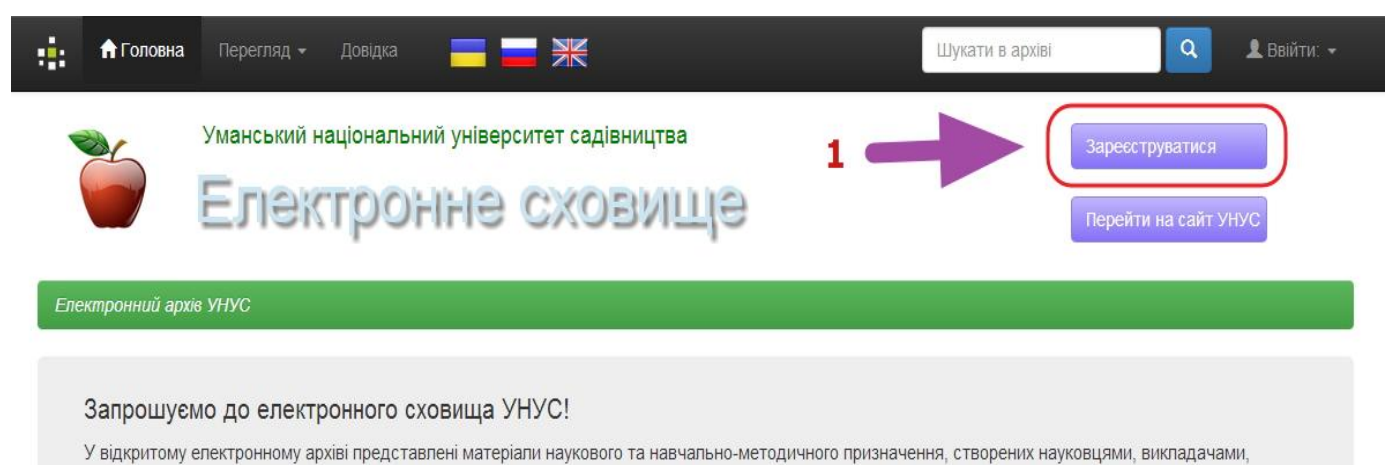 Головна Перегляд Довідка Шукати в архіві Ввійти:
Уманський національний університет садівництва
Електронне сховище
1
Зареєструватися
Перейти на сайт УНУС
Електронний архів УНУС
Запрошуємо до електронного сховища УНУС!
У відкритому електронному архіві представлені матеріали наукового та навчально-методичного призначення, створених науковцями, викладачами,